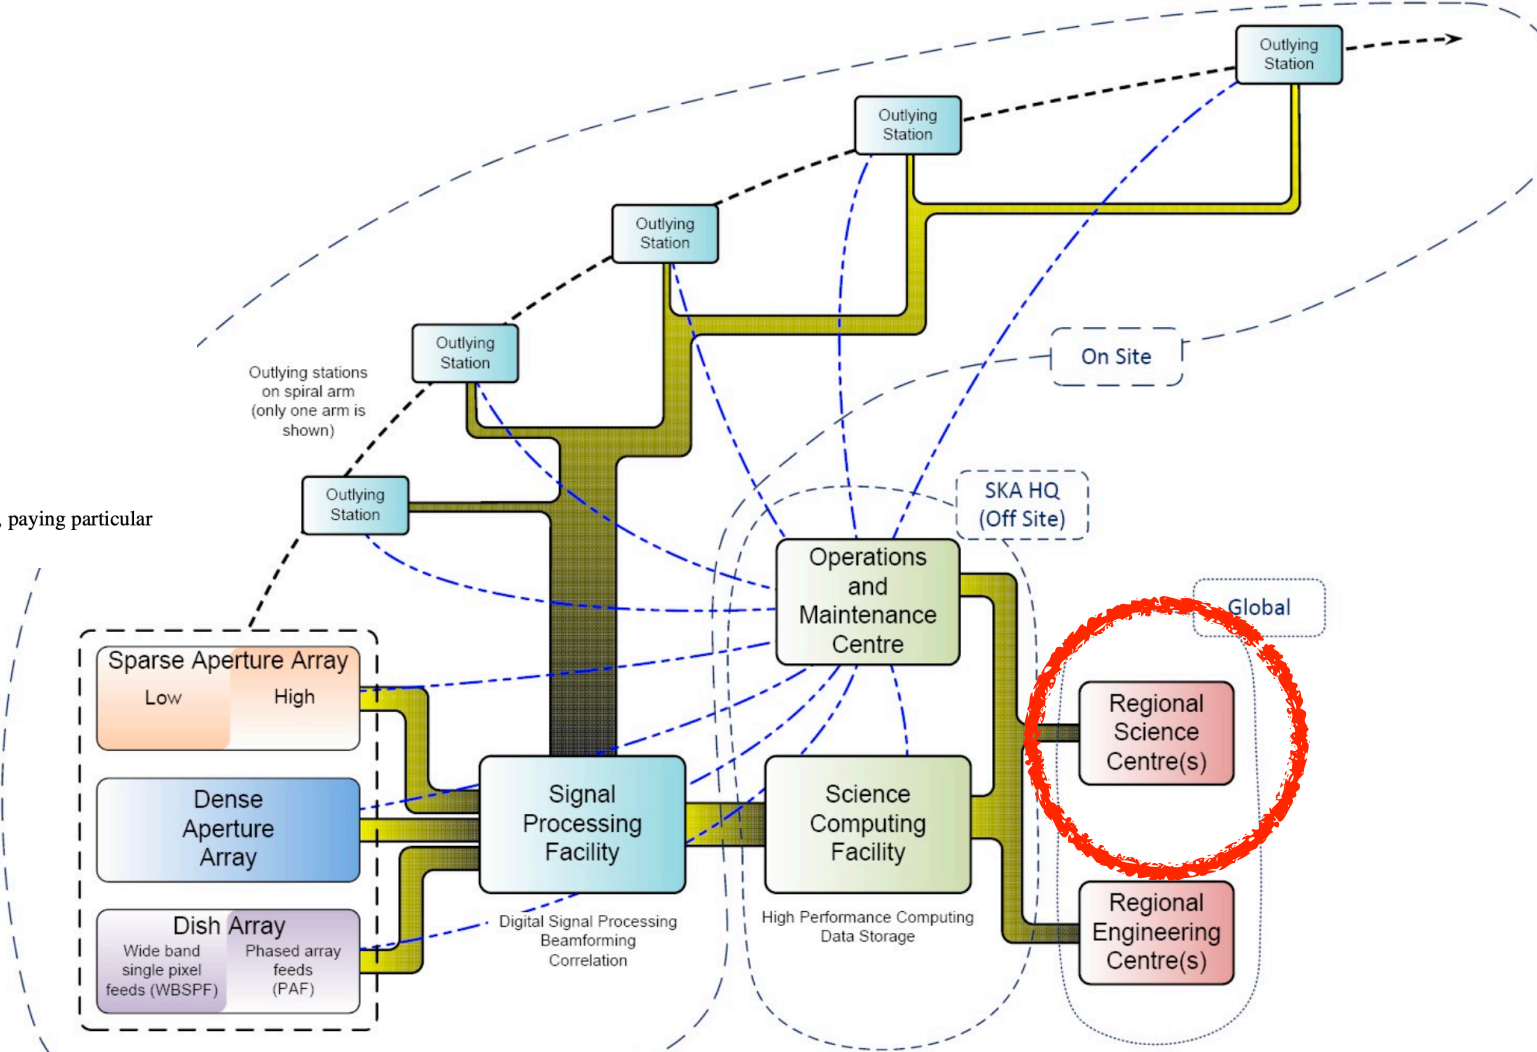 Outlying
Station
Outlying
Station
Outlying
Station
Outlying
Station
Outlying stations
on spiral arm
(only one arm is
shown)
On Site
Outlying
Station
SKA HQ
(Off Site)
, paying particular
Operations
and
Maintenance
Centre
Global
Sparse Aperture Array
Low
High
Regional
Science
Centre(s)
Dense
Aperture
Array
Signal
Processing
Facility
Science
Computing
Facility
Dish Array
Wide band
single pixel
feeds (WBSPF)
Phased array
feeds
(PAF)
Digital Signal Processing
Beamforming
Correlation
High Performance Computing
Data Storage
Regional
Engineering
Centre(s)